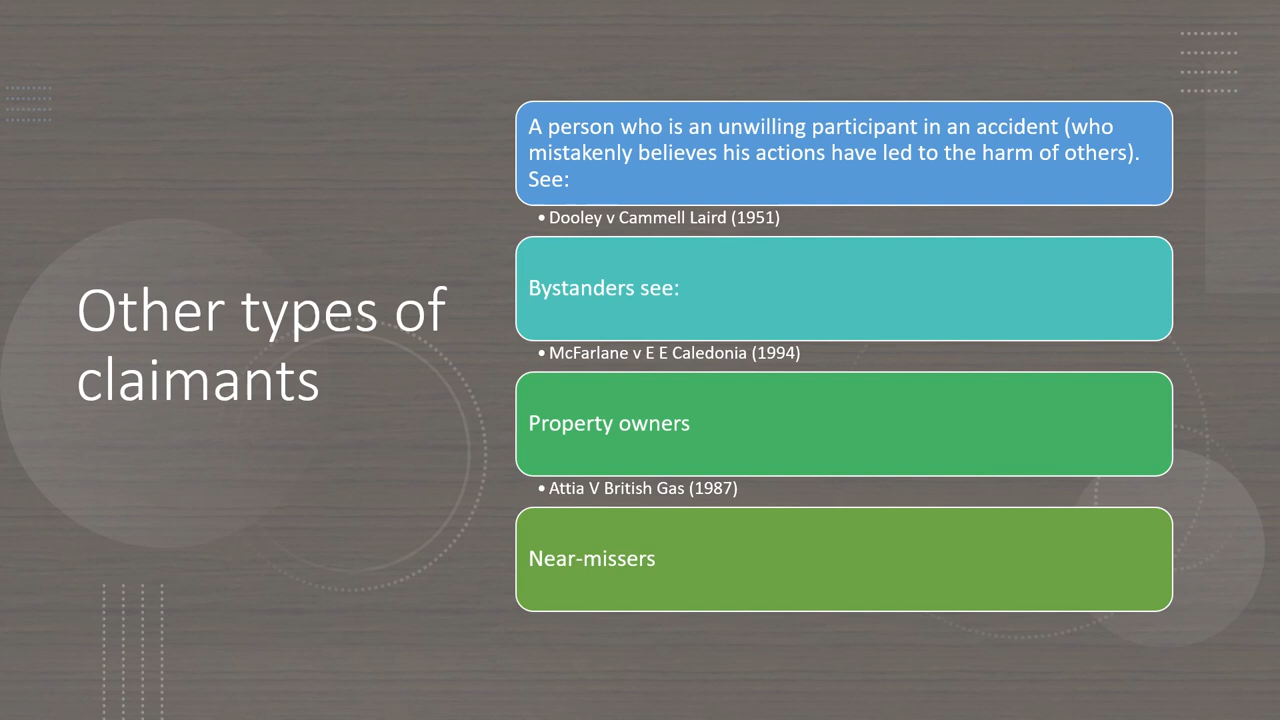 Other types of
claimants
A person who is an unwilling participant in an accident (who
mistakenly believes his actions have led to the harm of others).
See:
• Dooley v Cammell Laird (1951)
Bystanders see:
• McFarlane v E E Caledonia (1994)
Property owners
• Attia V British Gas (1987)
Near-missers